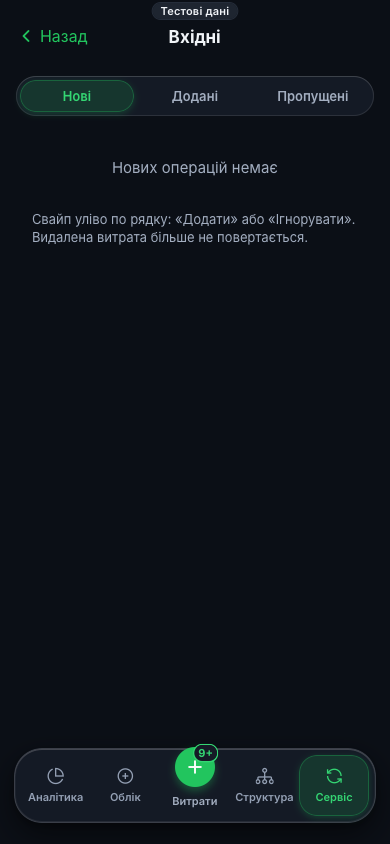 Тестові дані
Назад
Вхідні
Нові
Додані
Пропущені
Нових операцій немає
Свайп уліво по рядку: «Додати» або «Ігнорувати».
Видалена витрата більше не повертається.
9+
Аналітика
Облік
Витрати
Структура
Сервіс